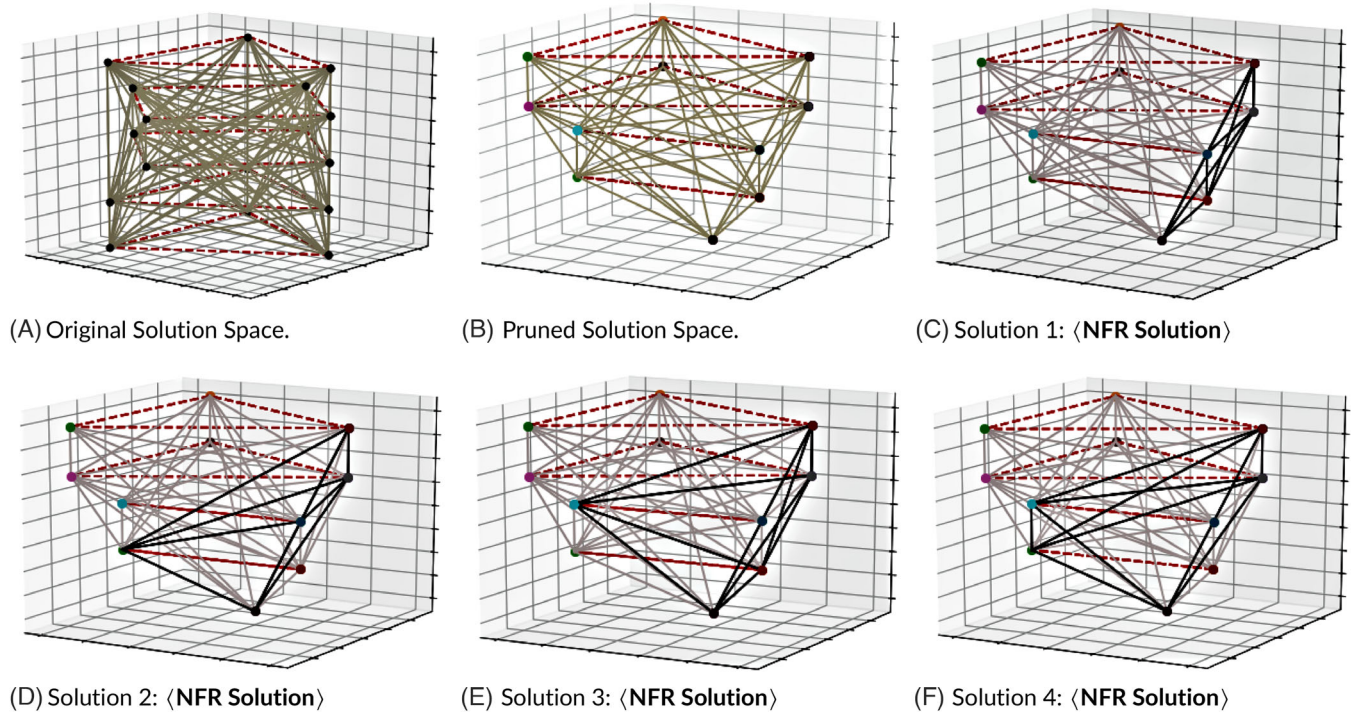 (A) Original Solution Space.
(B) Pruned Solution Space.
(C) Solution 1: ⟨NFR Solution⟩
(D) Solution 2: ⟨NFR Solution⟩
(E) Solution 3: ⟨NFR Solution⟩
(F) Solution 4: ⟨NFR Solution⟩